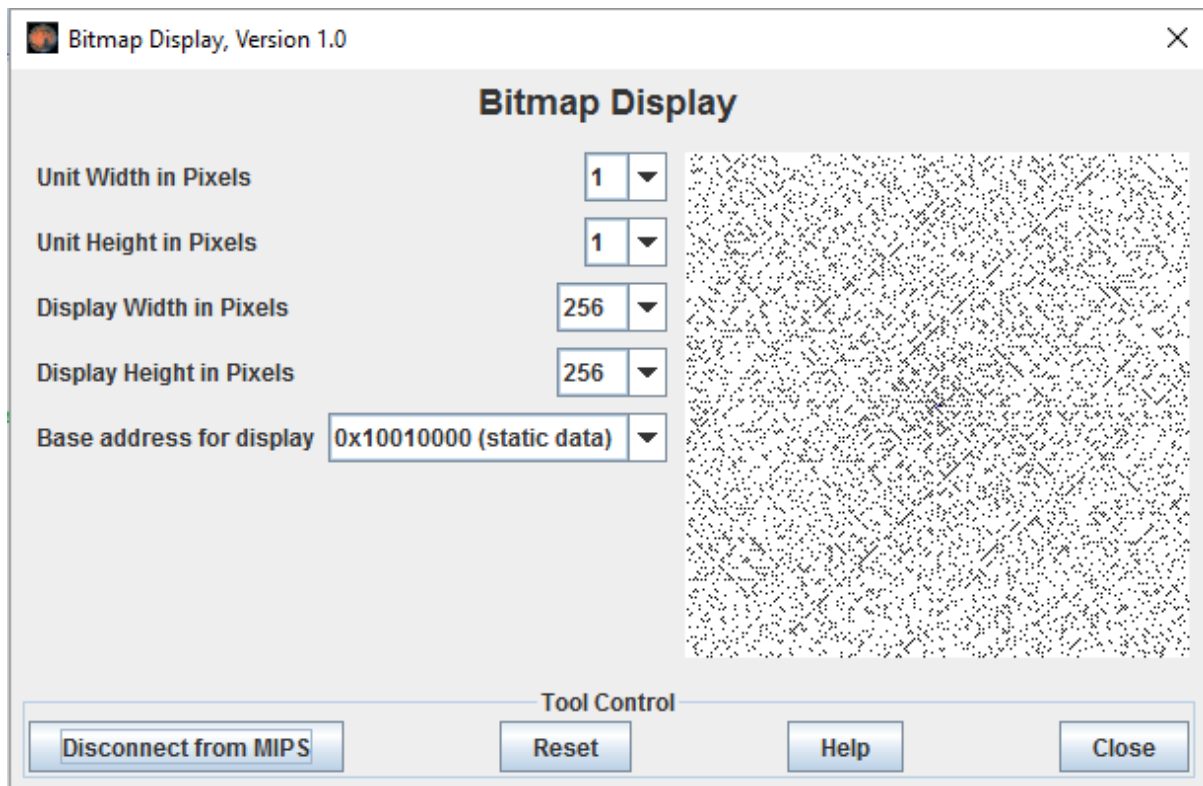 Bitmap Display, Version 1.0
Bitmap Display
Unit Width in Pixels 1
Unit Height in Pixels 1
Display Width in Pixels 256
Display Height in Pixels 256
Base address for display 0x10010000 (static data)
Tool Control
Disconnect from MIPS Reset Help Close